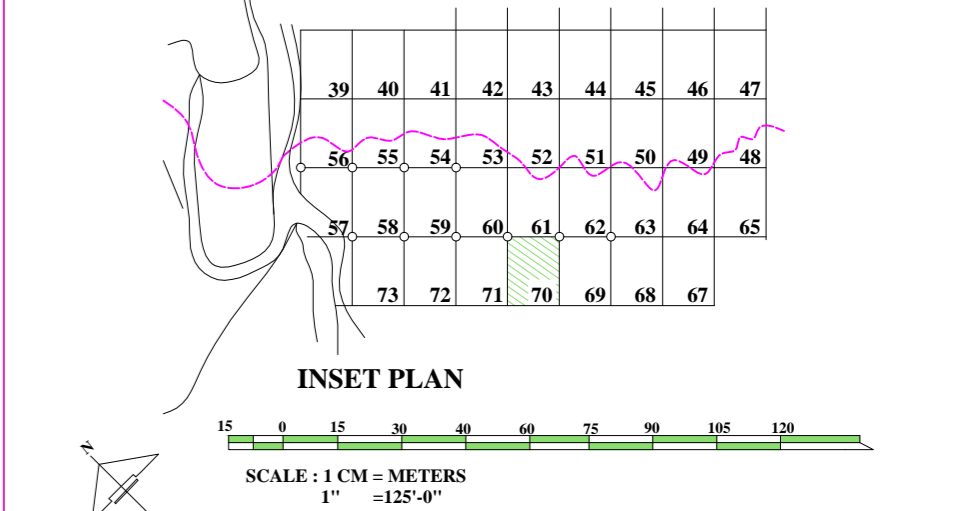 39 40 41 42 43 44 45 46 47
56 55 54 53 52 51 50 49 48
57 58 59 60 61 62 63 64 65
73 72 71 70 69 68 67
INSET PLAN
15 0 15 30 40 60 75 90 105 120
N
SCALE : 1 CM = METERS
1" =125'-0"